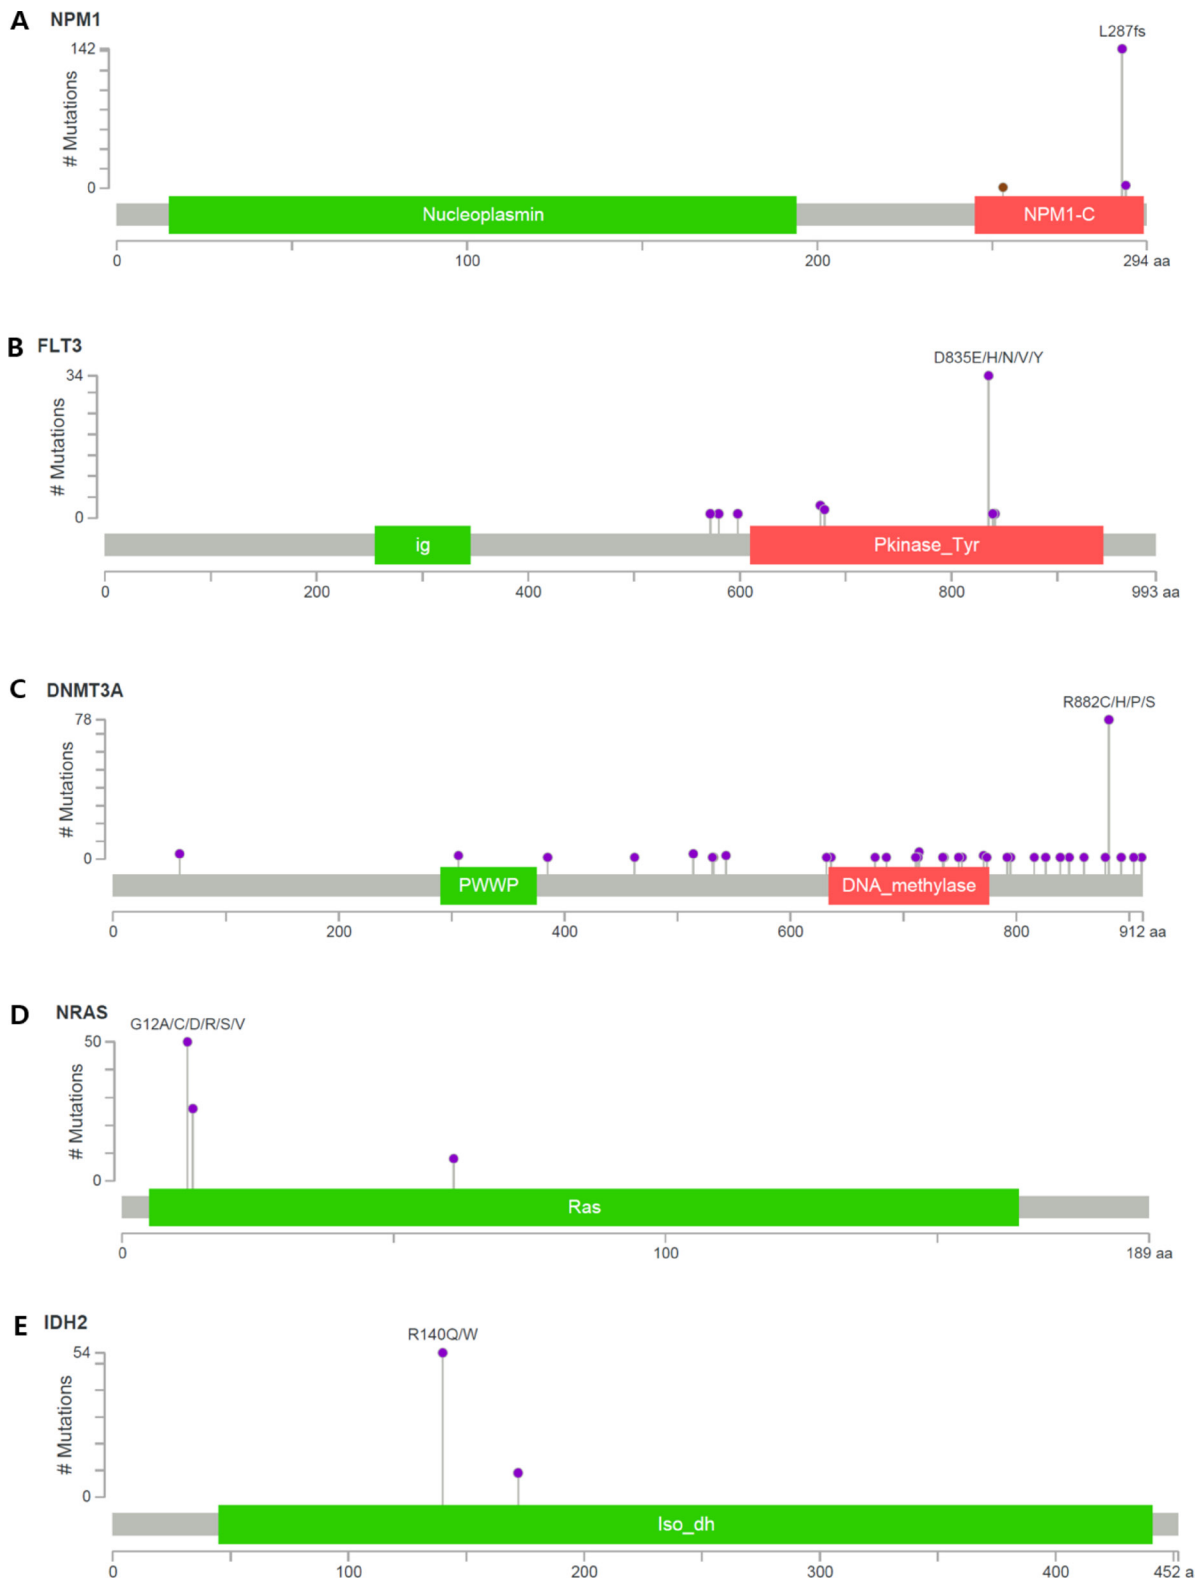 A NPM1
L287fs
142
# Mutations
0
Nucleoplasmin NPM1-C
0 100 200 294 aa
B FLT3
D835E/H/N/V/Y
34
# Mutations
0
ig Pkinase_Tyr
0 200 400 600 800 993 aa
C DNMT3A
R882C/H/P/S
78
# Mutations
0
PWWP DNA_methylase
0 200 400 600 800 912 aa
D NRAS
G12A/C/D/R/S/V
50
# Mutations
0
Ras
0 100 189 aa
E IDH2
R140Q/W
54
# Mutations
0
Iso_dh
0 100 200 300 400 452 a